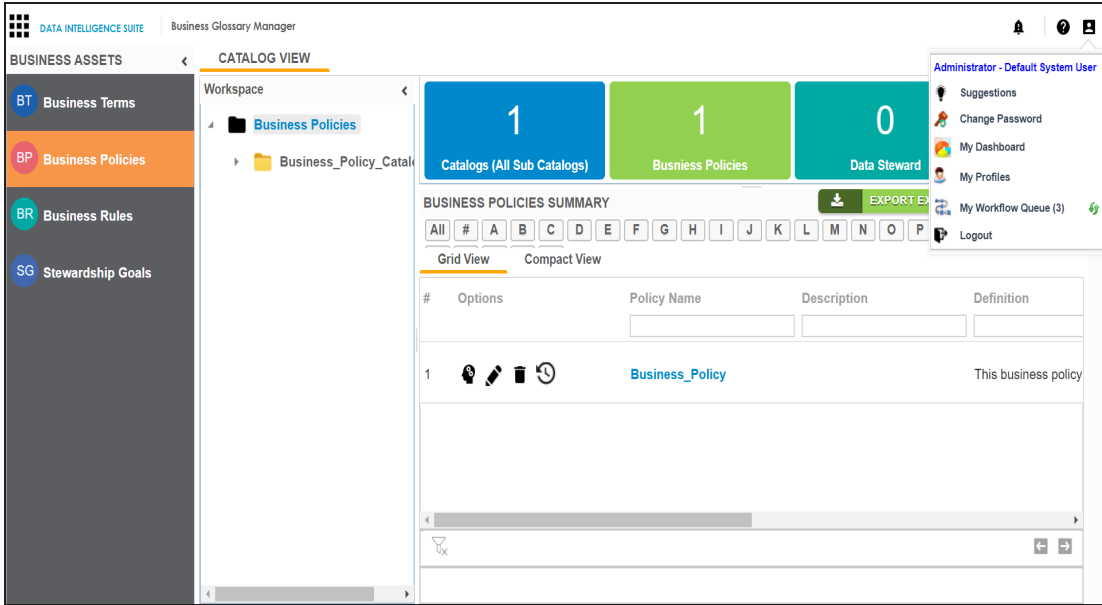 DATA INTELLIGENCE SUITE Business Glossary Manager
BUSINESS ASSETS
CATALOG VIEW
Administrator - Default System User
Suggestions
Change Password
My Dashboard
My Profiles
My Workflow Queue (3)
Logout
BT Business Terms
BP Business Policies
BR Business Rules
SG Stewardship Goals
Workspace
Business Policies
Business_Policy_Catal
1
Catalogs (All Sub Catalogs)
1
Busniess Policies
0
Data Steward
BUSINESS POLICIES SUMMARY
EXPORT EX
All # A B C D E F G H I J K L M N O P
Grid View Compact View
# Options Policy Name Description Definition
1 Business_Policy This business policy